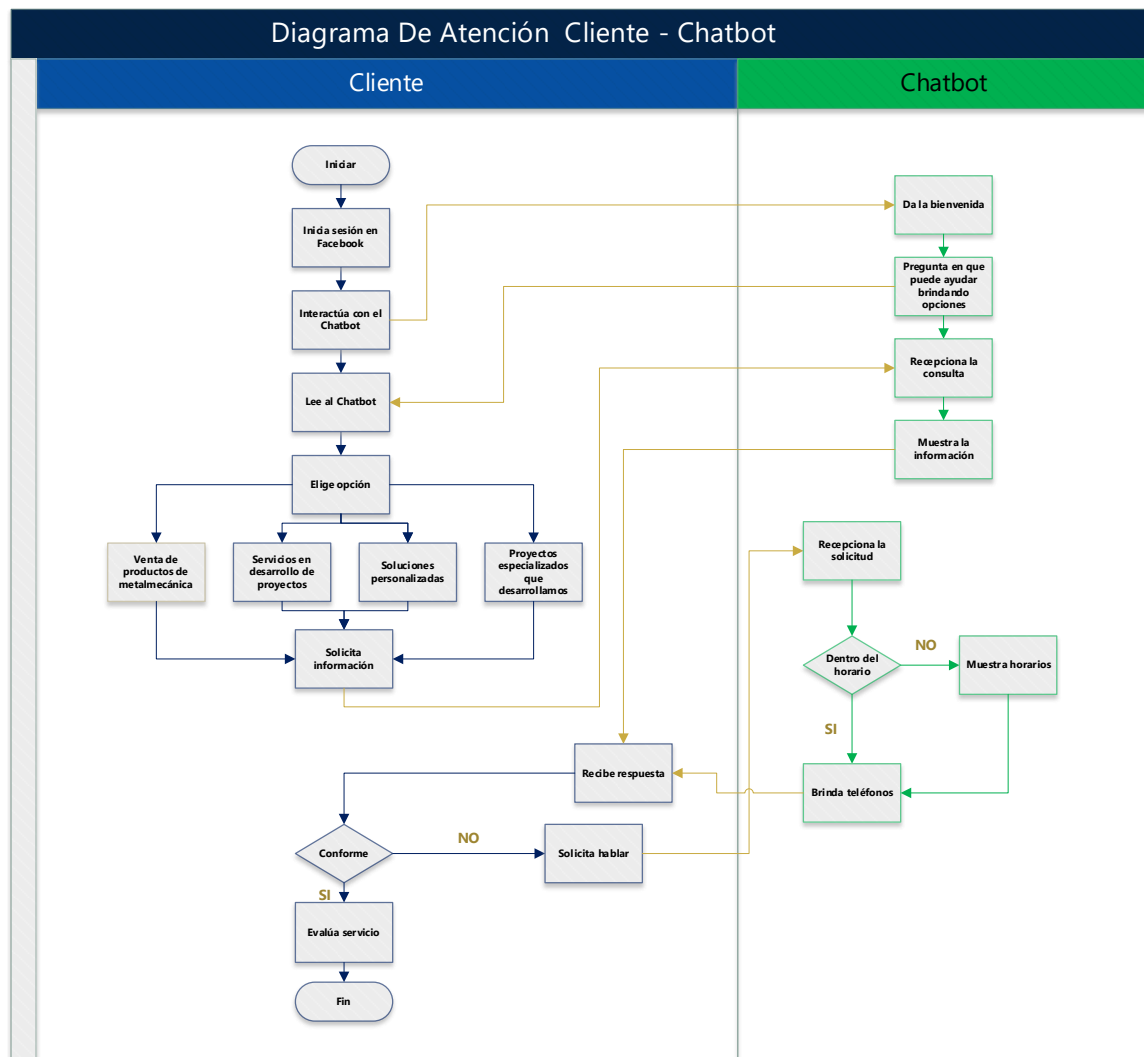 Diagrama De Atención Cliente - Chatbot
Cliente
Chatbot
Iniciar
Inicia sesión en
Facebook
Interactúa con el
Chatbot
Lee al Chatbot
Elige opción
Venta de
productos de
metalmecánica
Servicios en
desarrollo de
proyectos
Soluciones
personalizadas
Proyectos
especializados
que
desarrollamos
Solicita
información
Recibe respuesta
Conforme
NO
Solicita hablar
SI
Evalúa servicio
Fin
Da la bienvenida
Pregunta en que
puede ayudar
brindando
opciones
Recepciona la
consulta
Muestra la
información
Recepciona la
solicitud
Dentro del
horario
NO
Muestra horarios
SI
Brinda teléfonos